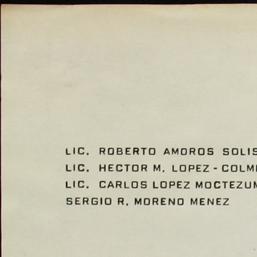 LIC. ROBERTO AMOROS SOLIS
LIC. HECTOR M. LOPEZ - COLM
LIC. CARLOS LOPEZ MOCTEZUM
SERGIO R. MORENO MENEZ